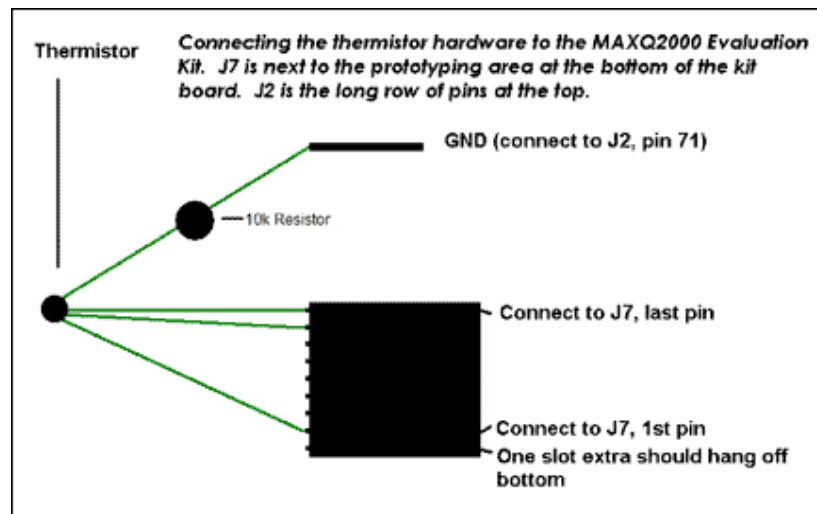 Thermistor
Connecting the thermistor hardware to the MAXQ2000 Evaluation
Kit. J7 is next to the prototyping area at the bottom of the kit
board. J2 is the long row of pins at the top.
GND (connect to J2, pin 71)
10k Resistor
Connect to J7, last pin
Connect to J7, 1st pin
One slot extra should hang off
bottom